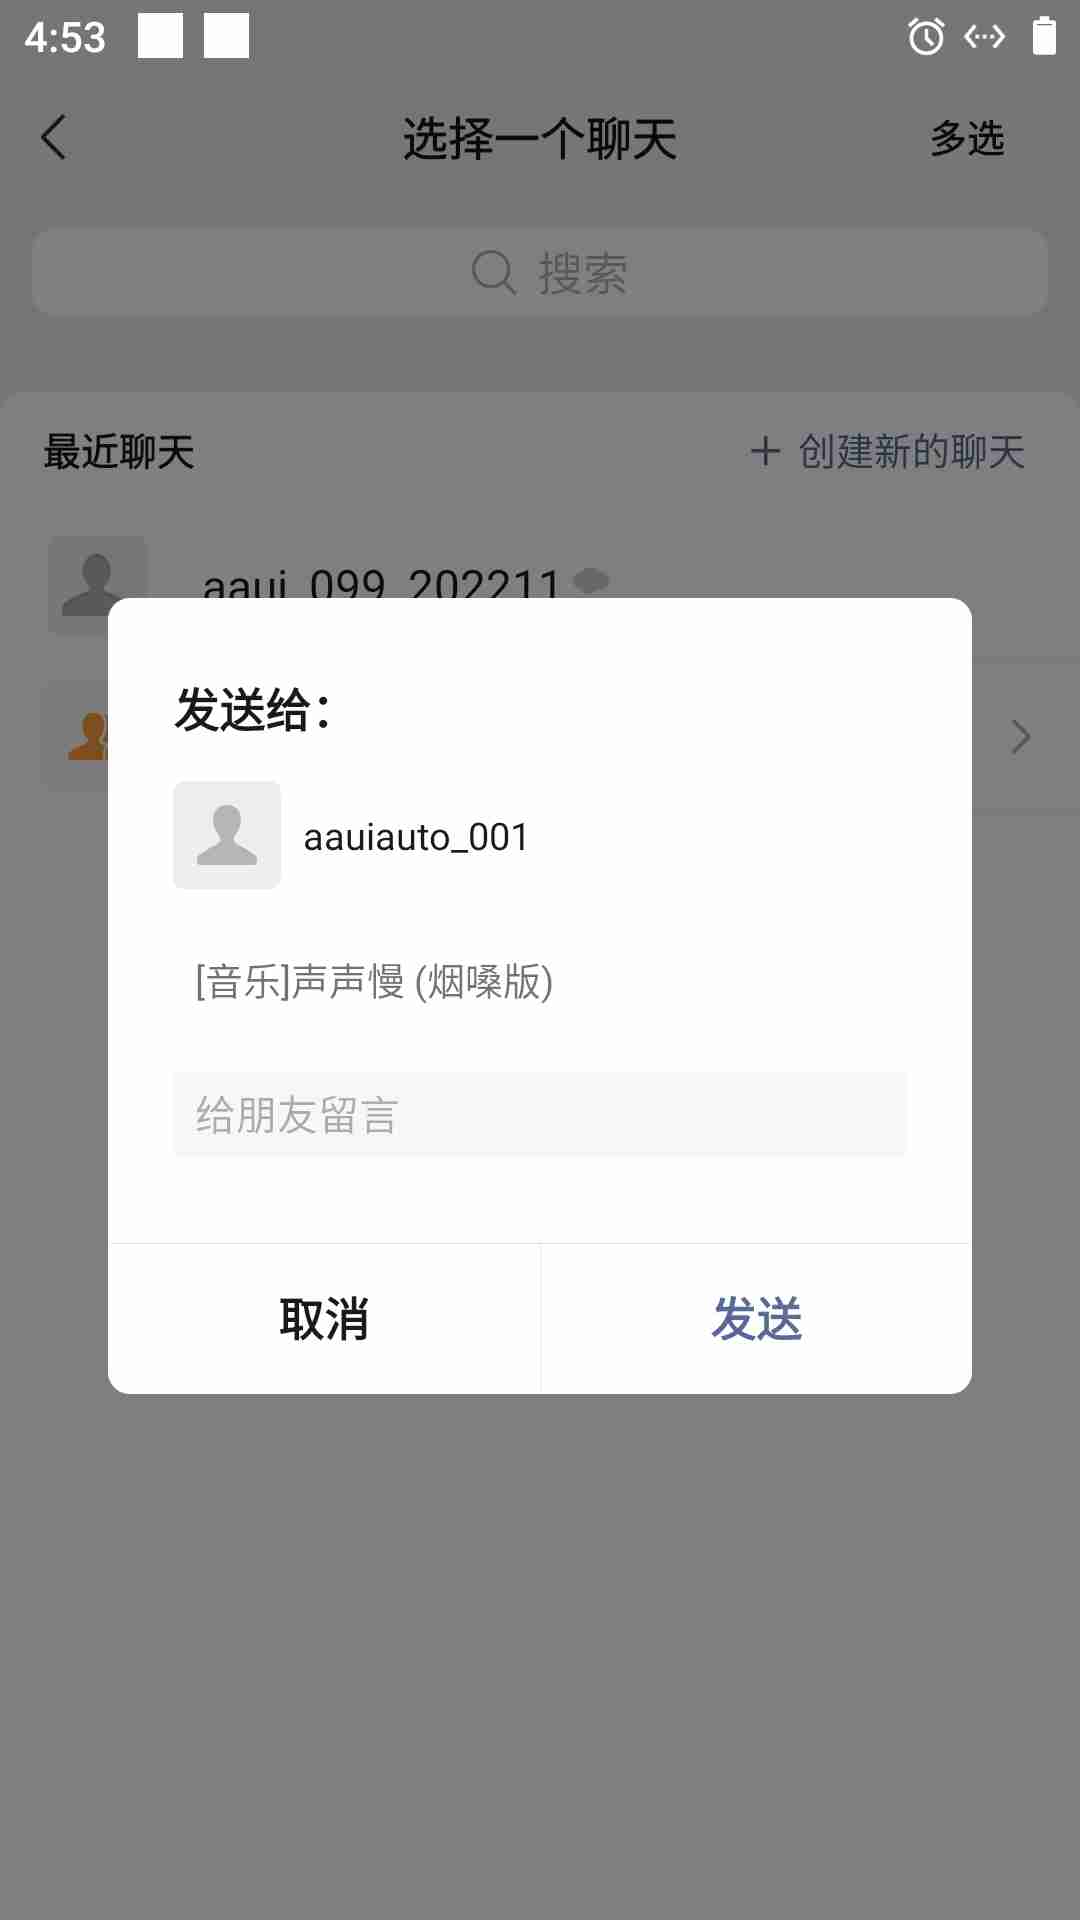 4:53
选择一个聊天
多选
搜索
最近聊天
创建新的聊天
aaui_099_202211
发送给：
aauiauto_001
[音乐]声声慢 (烟嗓版)
给朋友留言
取消
发送